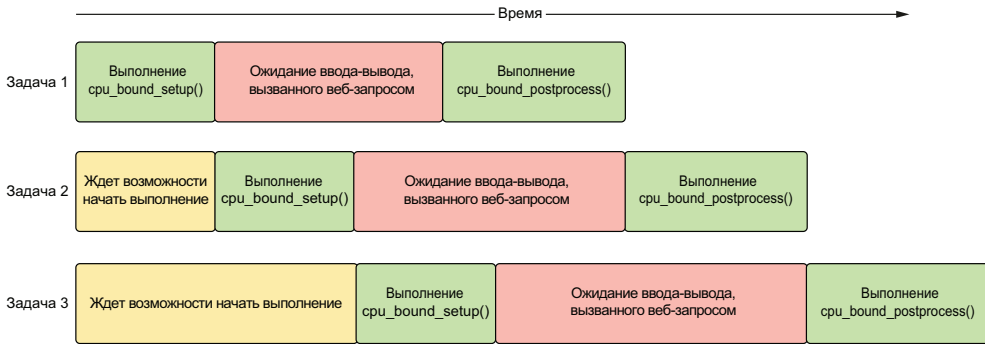 Время
Задача 1
Выполнение
cpu_bound_setup()
Ожидание ввода-вывода,
вызванного веб-запросом
Выполнение
cpu_bound_postprocess()
Задача 2
Ждет возможности
начать выполнение
Выполнение
cpu_bound_setup()
Ожидание ввода-вывода,
вызванного веб-запросом
Выполнение
cpu_bound_postprocess()
Задача 3
Ждет возможности начать выполнение
Выполнение
cpu_bound_setup()
Ожидание ввода-вывода,
вызванного веб-запросом
Выполнение
cpu_bound_postprocess()